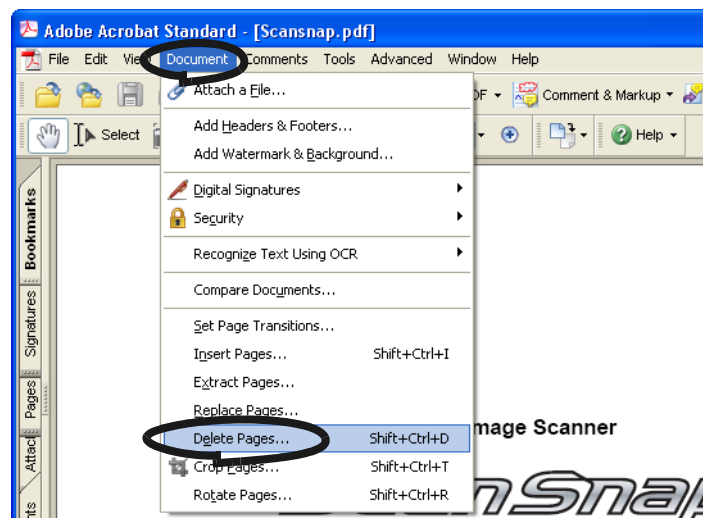 Adobe Acrobat Standard - [Scansnap.pdf]
File Edit View Document Comments Tools Advanced Window Help
Comment & Markup
Select
Help
Attach a File...
Add Headers & Footers...
Add Watermark & Background...
Digital Signatures
Security
Recognize Text Using OCR
Compare Documents...
Set Page Transitions...
Insert Pages... Shift+Ctrl+I
Extract Pages...
Replace Pages...
Delete Pages... Shift+Ctrl+D
Crop Pages... Shift+Ctrl+T
Rotate Pages... Shift+Ctrl+R
Bookmarks
Signatures
Pages
Attac
mage Scanner
ScanSnap